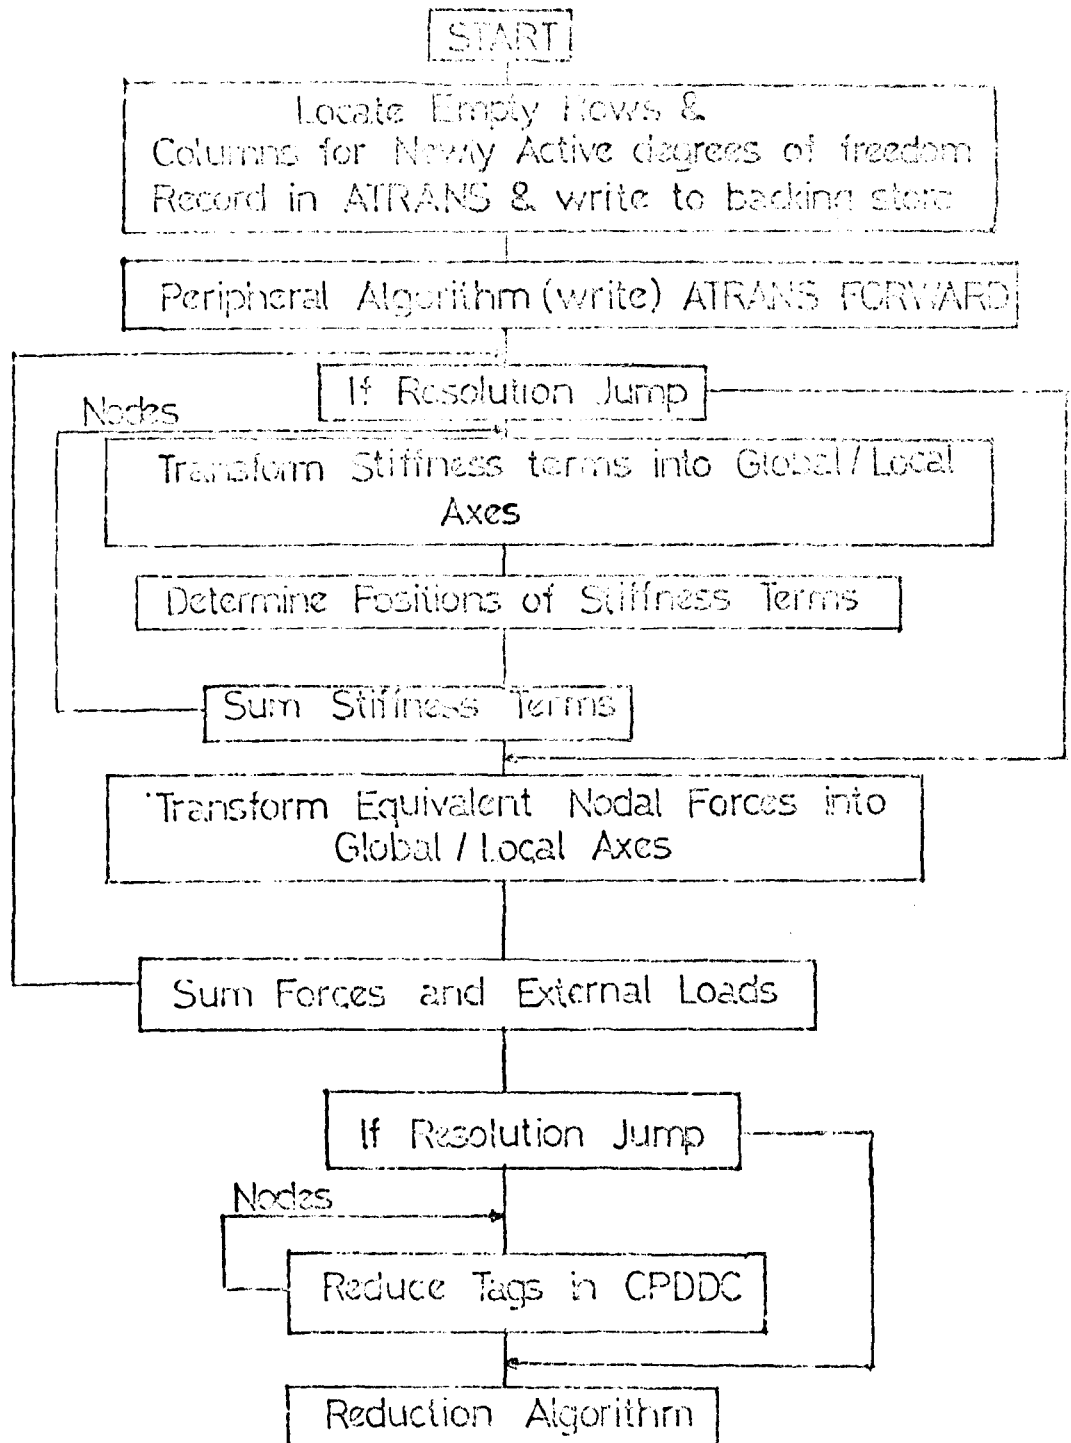 START
Locate Empty Rows &
Columns for Newly Active degrees of freedom
Record in ATRANS & write to backing store
Peripheral Algorithm (write) ATRANS FORWARD
If Resolution Jump
Nodes
Transform Stiffness terms into Global / Local
Axes
Determine Positions of Stiffness Terms
Sum Stiffness Terms
Transform Equivalent Nodal Forces into
Global / Local Axes
Sum Forces and External Loads
If Resolution Jump
Nodes
Reduce Tags in CPDDC
Reduction Algorithm